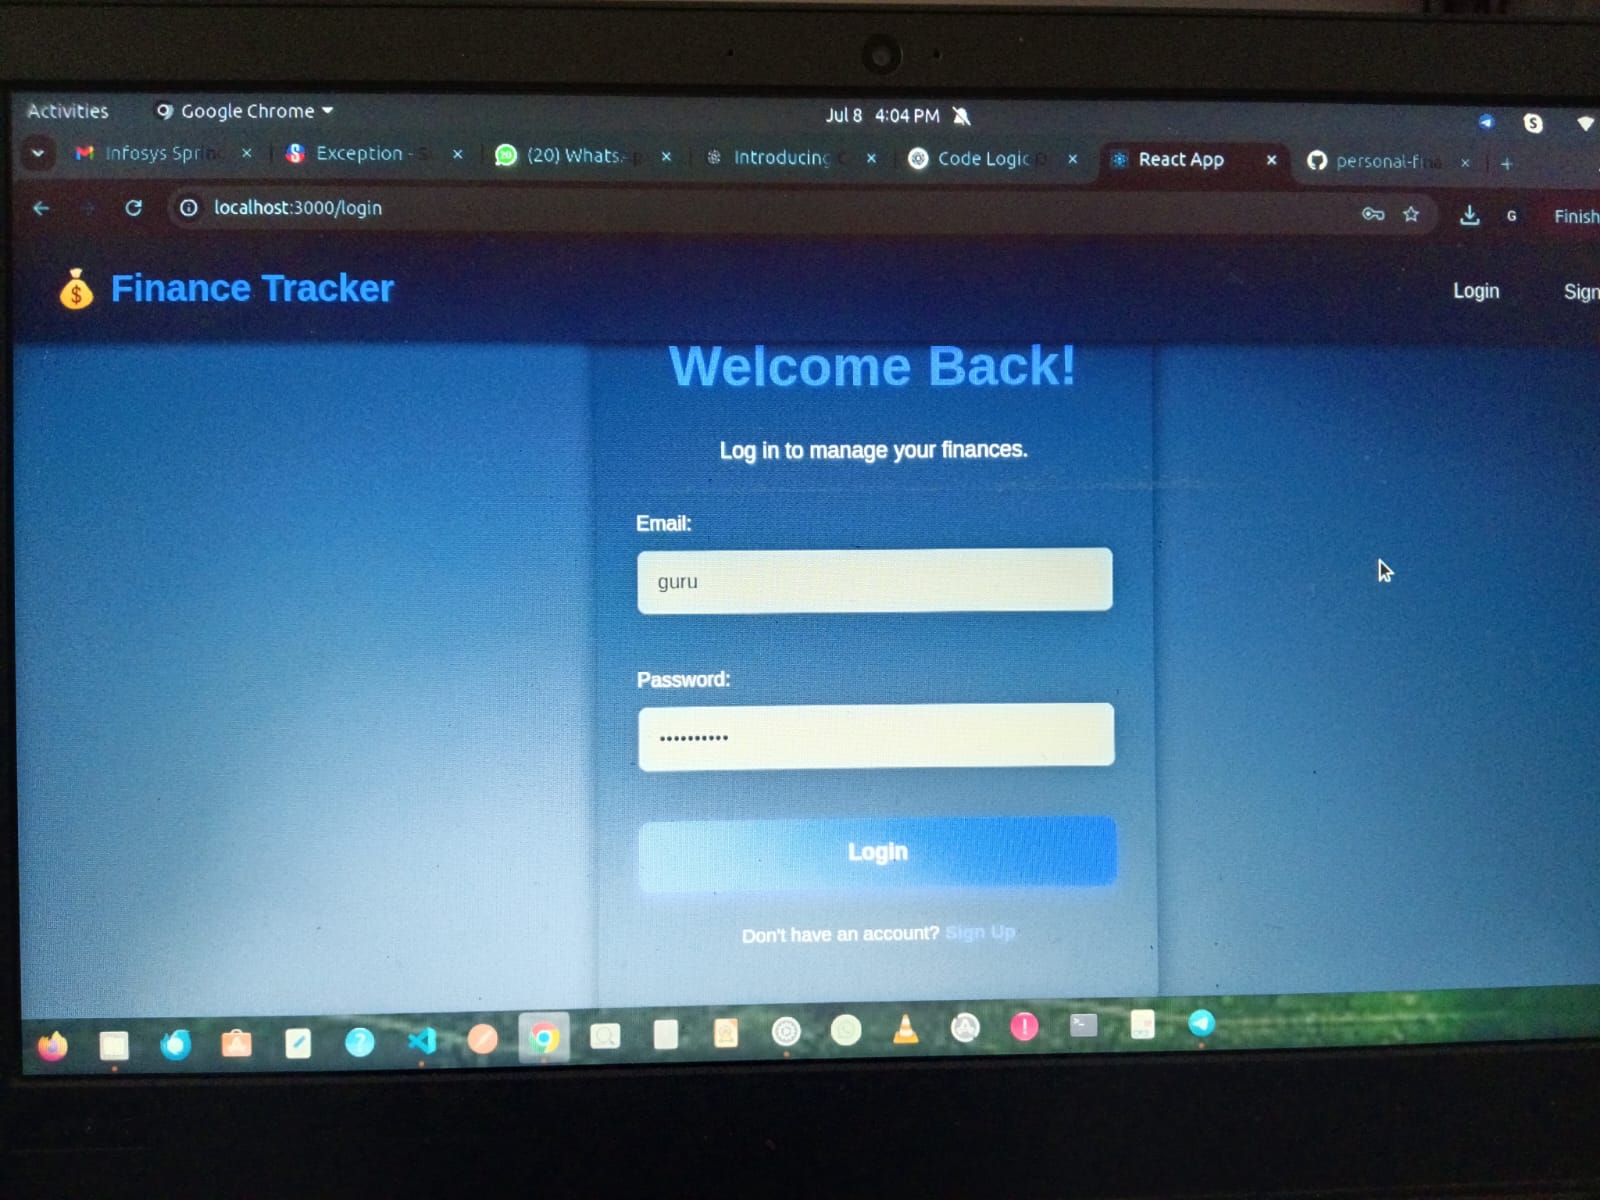 Activities Google Chrome Jul 8 4:04 PM
Infosys Sprin Exception - S (20) Whats. Introducing Code Logic React App personal-fina
localhost:3000/login G Finish
Finance Tracker Login Sign
Welcome Back!
Log in to manage your finances.
Email:
guru
Password:
••••••••••
Login
Don't have an account? Sign Up